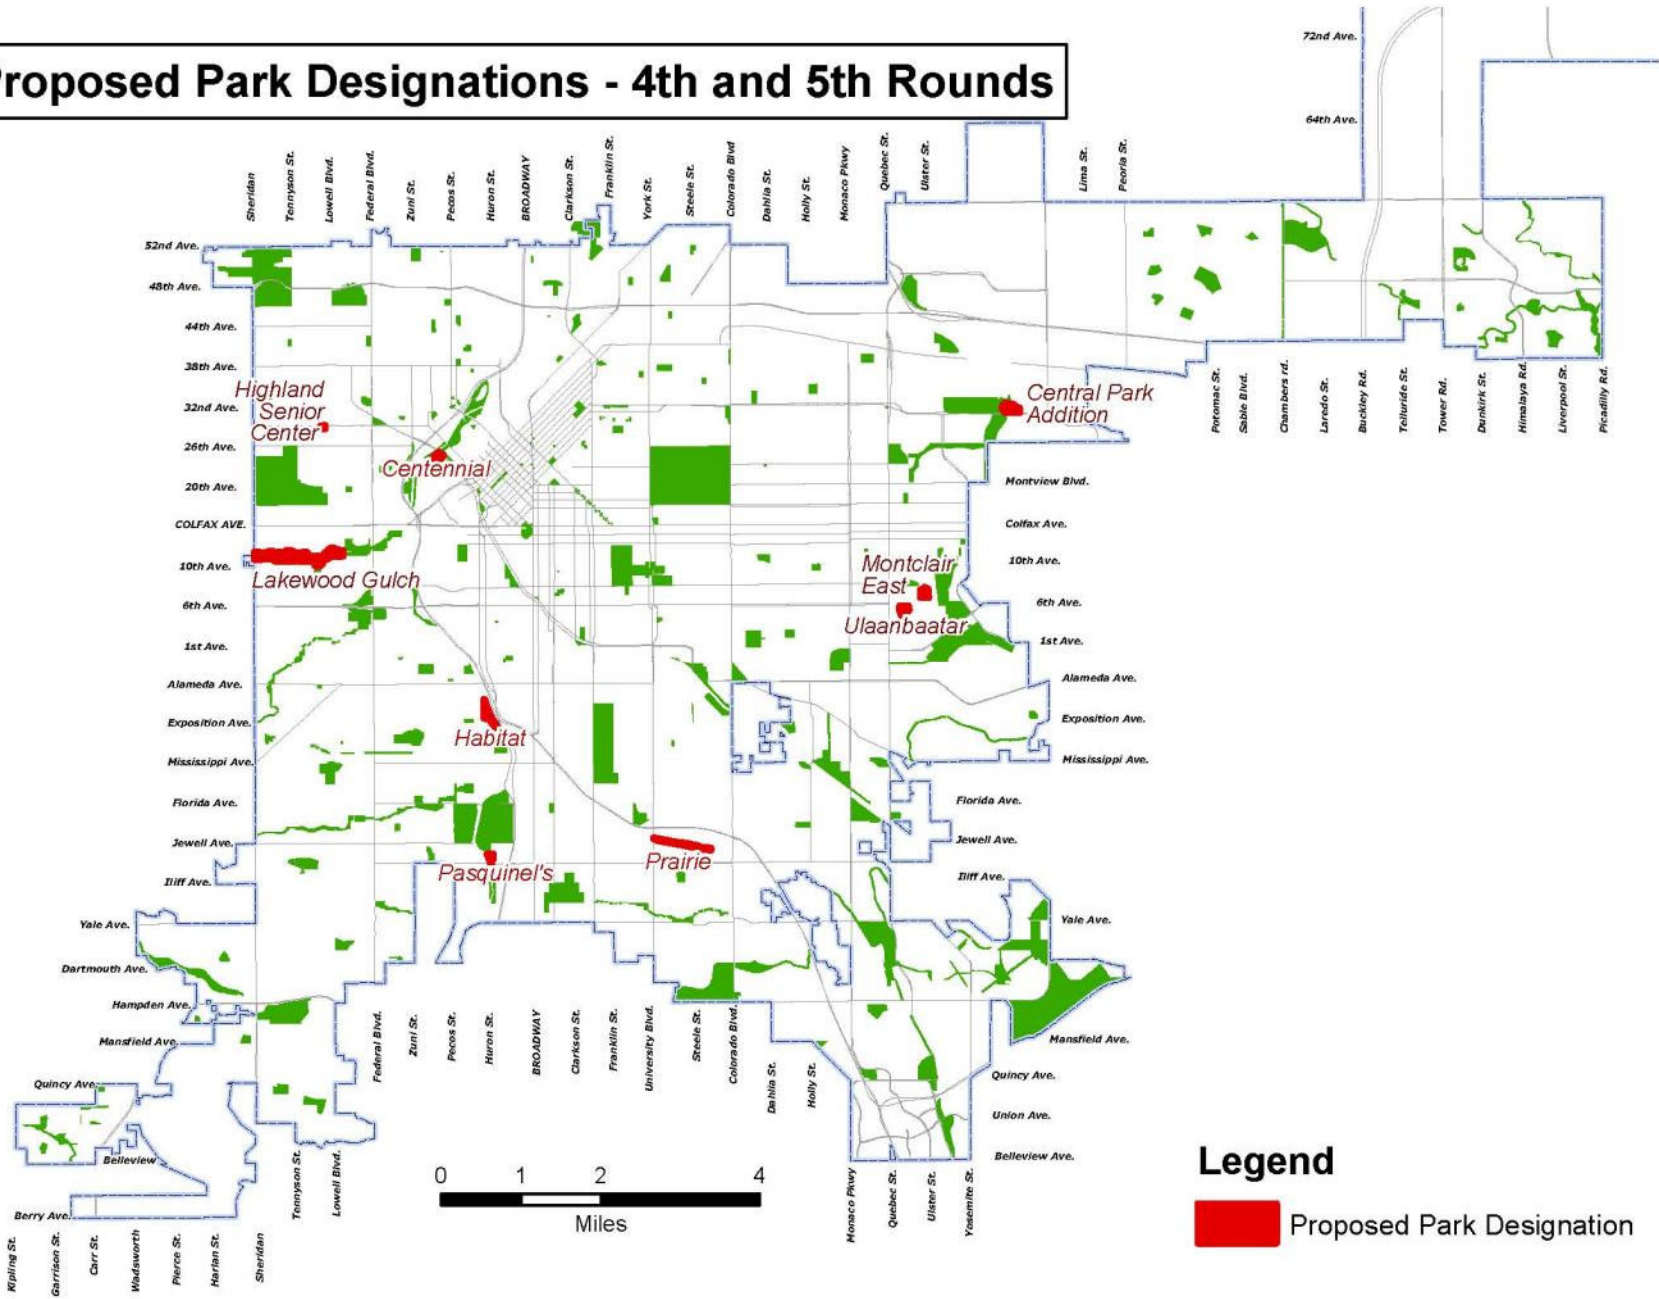 Proposed Park Designations - 4th and 5th Rounds
72nd Ave.
64th Ave.
Sheridan
Tennyson St.
Lowell Blvd.
Federal Blvd.
Zuni St.
Pecos St.
Huron St.
BROADWAY
Clarkson St.
Franklin St.
York St.
Steele St.
Colorado Blvd
Dahlia St.
Holly St.
Monaco Pkwy
Quebec St.
Ulster St.
Lima St.
Peoria St.
52nd Ave.
48th Ave.
44th Ave.
38th Ave.
32nd Ave.
26th Ave.
20th Ave.
COLFAX AVE.
10th Ave.
6th Ave.
1st Ave.
Alameda Ave.
Exposition Ave.
Mississippi Ave.
Florida Ave.
Jewell Ave.
Iliff Ave.
Yale Ave.
Dartmouth Ave.
Hampden Ave.
Mansfield Ave.
Quincy Ave.
Belleview
Berry Ave.
Highland
Senior
Center
Centennial
Lakewood Gulch
Habitat
Pasquinel's
Prairie
Central Park
Addition
Montclair
East
Ulaanbaatar
Potomac St.
Sable Blvd.
Chambers rd.
Laredo St.
Buckley Rd.
Telluride St.
Tower Rd.
Dunkirk St.
Himalaya Rd.
Liverpool St.
Picadilly Rd.
Montview Blvd.
Colfax Ave.
10th Ave.
6th Ave.
1st Ave.
Alameda Ave.
Exposition Ave.
Mississippi Ave.
Florida Ave.
Jewell Ave.
Iliff Ave.
Yale Ave.
Mansfield Ave.
Quincy Ave.
Union Ave.
Belleview Ave.
Federal Blvd.
Zuni St.
Pecos St.
Huron St.
BROADWAY
Clarkson St.
Franklin St.
University Blvd.
Steele St.
Colorado Blvd.
Dahlia St.
Holly St.
Monaco Pkwy
Quebec St.
Ulster St.
Yosemite St.
Tennyson St.
Lowell Blvd.
Kipling St.
Garrison St.
Carr St.
Wadsworth
Pierce St.
Harlan St.
Sheridan
0 1 2 4
Miles
Legend
Proposed Park Designation